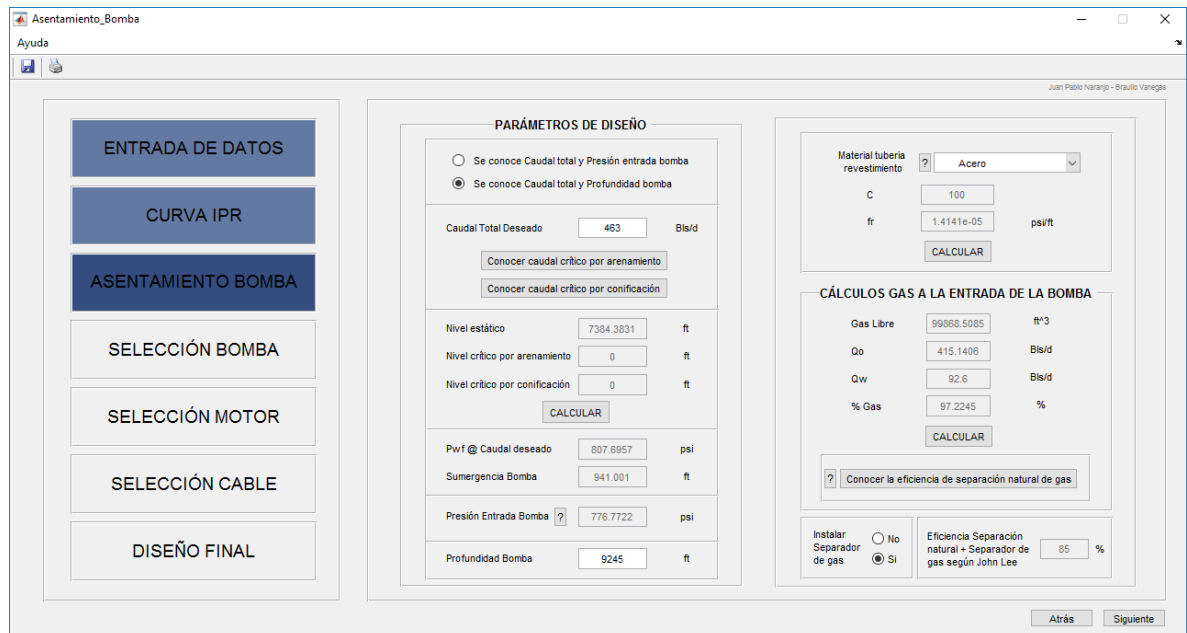 Asentamiento_Bomba
Ayuda
Juan Pablo Naranjo - Braulio Vanegas
ENTRADA DE DATOS
CURVA IPR
ASENTAMIENTO BOMBA
SELECCIÓN BOMBA
SELECCIÓN MOTOR
SELECCIÓN CABLE
DISEÑO FINAL
PARÁMETROS DE DISEÑO
Se conoce Caudal total y Presión entrada bomba
Se conoce Caudal total y Profundidad bomba
Caudal Total Deseado 463 Bls/d
Conocer caudal crítico por arenamiento
Conocer caudal crítico por conificación
Nivel estático 7384.3831 ft
Nivel crítico por arenamiento 0 ft
Nivel crítico por conificación 0 ft
CALCULAR
Pwf @ Caudal deseado 807.6957 psi
Sumergencia Bomba 941.001 ft
Presión Entrada Bomba ? 776.7722 psi
Profundidad Bomba 9245 ft
Material tuberia
revestimiento ? Acero
C 100
fr 1.4141e-05 psi/ft
CALCULAR
CÁLCULOS GAS A LA ENTRADA DE LA BOMBA
Gas Libre 99868.5085 ft^3
Qo 415.1406 Bls/d
Qw 92.6 Bls/d
% Gas 97.2245 %
CALCULAR
? Conocer la eficiencia de separación natural de gas
Instalar
Separador
de gas
No
Si
Eficiencia Separación
natural + Separador de
gas según John Lee
85 %
Atrás Siguiente